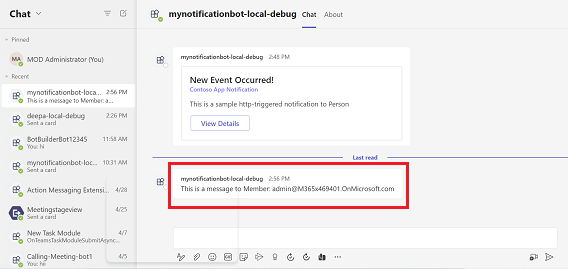 Chat
Pinned
MA
MOD Administrator (You)
Recent
mynotificationbot-loca... 2:56 PM
This is a message to Member: a...
deepa-local-debug 2:26 PM
Sent a card
BotBuilderBot12345 11:58 AM
You: hi
mynotificationbot-lo... 10:31 AM
You: hi
Action Messaging Extensi... 4/28
Meetingstageview 4/25
Sent a card
New Task Module 4/7
OnTeamsTaskModuleSubmitAsync...
Calling-Meeting-bot1 4/5
You: hi
mynotificationbot-local-debug Chat About
mynotificationbot-local-debug 2:48 PM
New Event Occurred!
Contoso App Notification
This is a sample http-triggered notification to Person
View Details
Last read
mynotificationbot-local-debug 2:56 PM
This is a message to Member: admin@M365x469401.OnMicrosoft.com
GIF